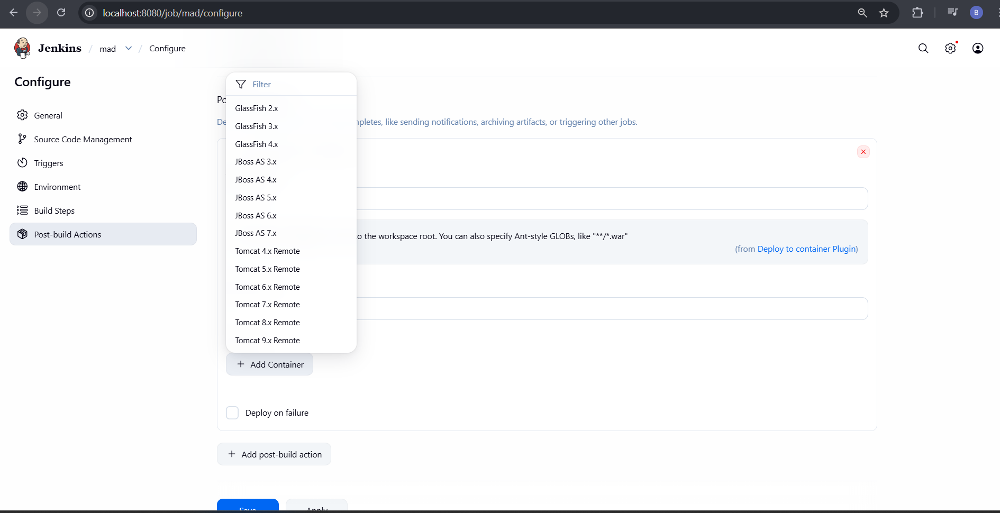 localhost:8080/job/mad/configure
B
Jenkins / mad / Configure
Configure
General
Source Code Management
Triggers
Environment
Build Steps
Post-build Actions
Po
De
mpletes, like sending notifications, archiving artifacts, or triggering other jobs.
Filter
GlassFish 2.x
GlassFish 3.x
GlassFish 4.x
JBoss AS 3.x
JBoss AS 4.x
JBoss AS 5.x
JBoss AS 6.x
JBoss AS 7.x
Tomcat 4.x Remote
Tomcat 5.x Remote
Tomcat 6.x Remote
Tomcat 7.x Remote
Tomcat 8.x Remote
Tomcat 9.x Remote
to the workspace root. You can also specify Ant-style GLOBs, like "**/*.war"
(from Deploy to container Plugin)
+ Add Container
Deploy on failure
+ Add post-build action
Save
Apply